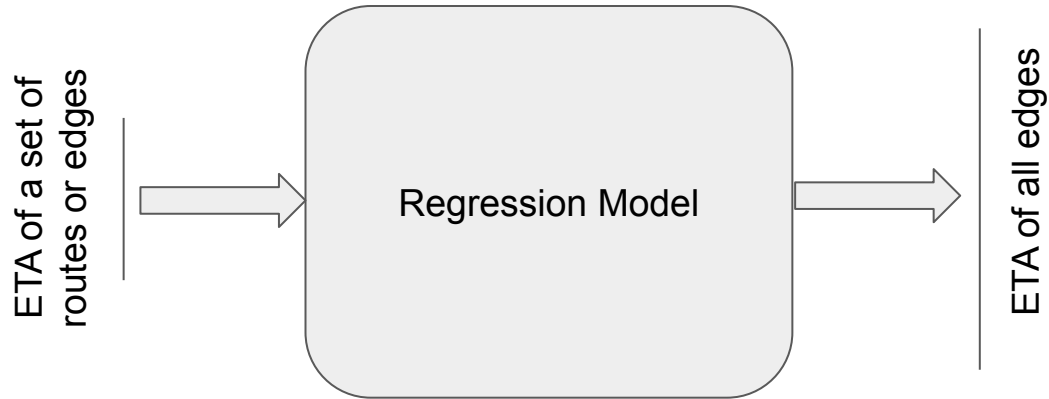 ETA of a set of
routes or edges
Regression Model
ETA of all edges